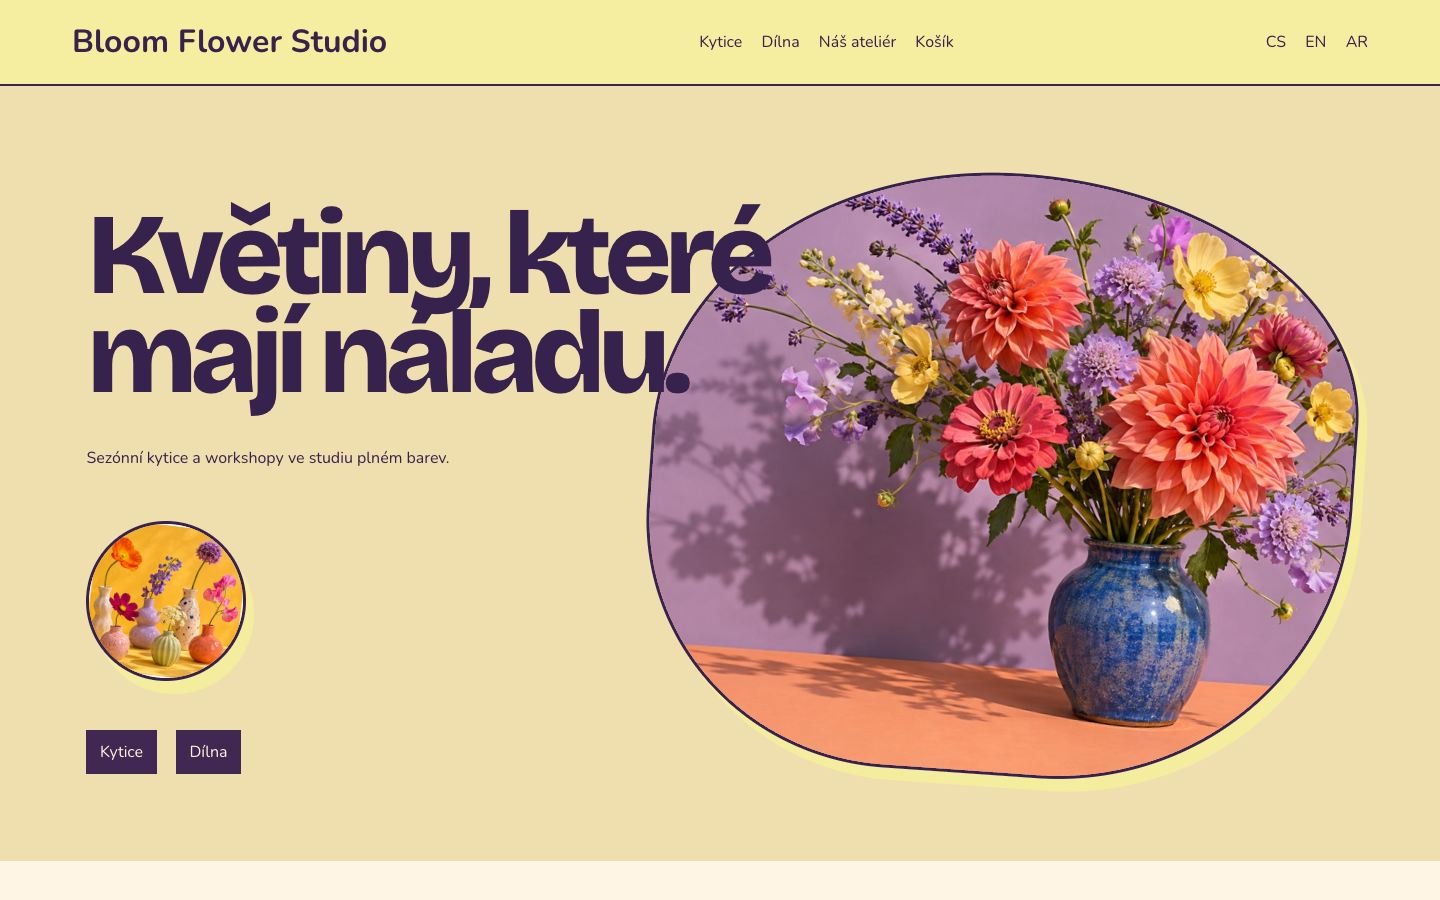 Bloom Flower Studio
Kytice Dílna Náš ateliér Košík
CS EN AR
Květiny, které
mají náladu.
Sezónní kytice a workshopy ve studiu plném barev.
Kytice Dílna